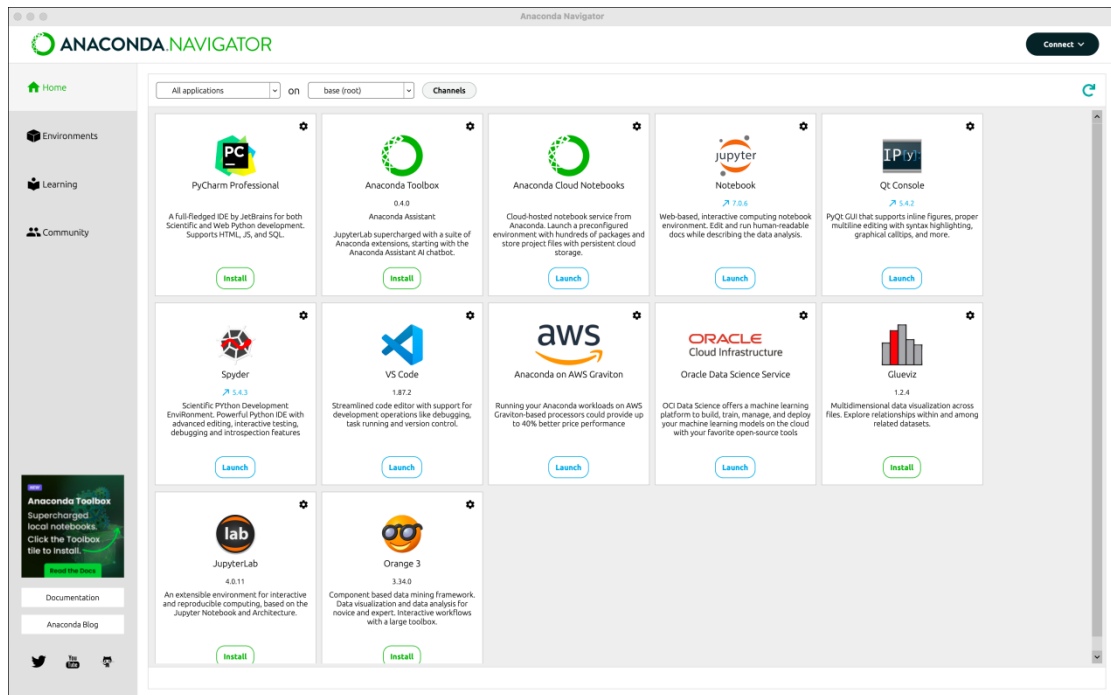 Anaconda Navigator
ANACONDA.NAVIGATOR
Connect
Home
Environments
Learning
Community
All applications on base (root) Channels
PC
PyCharm Professional
A full-fledged IDE by JetBrains for both
Scientific and Web Python development.
Supports HTML, JS, and SQL.
Install
Anaconda Toolbox
0.4.0
Anaconda Assistant
JupyterLab supercharged with a suite of
Anaconda extensions, starting with the
Anaconda Assistant AI chatbot.
Install
Anaconda Cloud Notebooks
Cloud-hosted notebook service from
Anaconda. Launch a preconfigured
environment with hundreds of packages and
store project files with persistent cloud
storage.
Launch
jupyter
Notebook
7.0.6
Web-based, interactive computing notebook
environment. Edit and run human-readable
docs while describing the data analysis.
Launch
IP[y]:
Qt Console
5.4.2
PyQt GUI that supports inline figures, proper
multiline editing with syntax highlighting,
graphical calltips, and more.
Launch
Spyder
5.4.3
Scientific PYthon Development
EnviRonment. Powerful Python IDE with
advanced editing, interactive testing,
debugging and introspection features
Launch
VS Code
1.87.2
Streamlined code editor with support for
development operations like debugging,
task running and version control.
Launch
aws
Anaconda on AWS Graviton
Running your Anaconda workloads on AWS
Graviton-based processors could provide up
to 40% better price performance
Launch
ORACLE
Cloud Infrastructure
Oracle Data Science Service
OCI Data Science offers a machine learning
platform to build, train, manage, and deploy
your machine learning models on the cloud
with your favorite open-source tools
Launch
Glueviz
1.2.4
Multidimensional data visualization across
files. Explore relationships within and among
related datasets.
Install
lab
JupyterLab
4.0.11
An extensible environment for interactive
and reproducible computing, based on the
Jupyter Notebook and Architecture.
Install
Orange 3
3.34.0
Component based data mining framework.
Data visualization and data analysis for
novice and expert. Interactive workflows
with a large toolbox.
Install
NEW
Anaconda Toolbox
Supercharged
local notebooks.
Click the Toolbox
tile to install.
Read the Docs
Documentation
Anaconda Blog
You
Tube